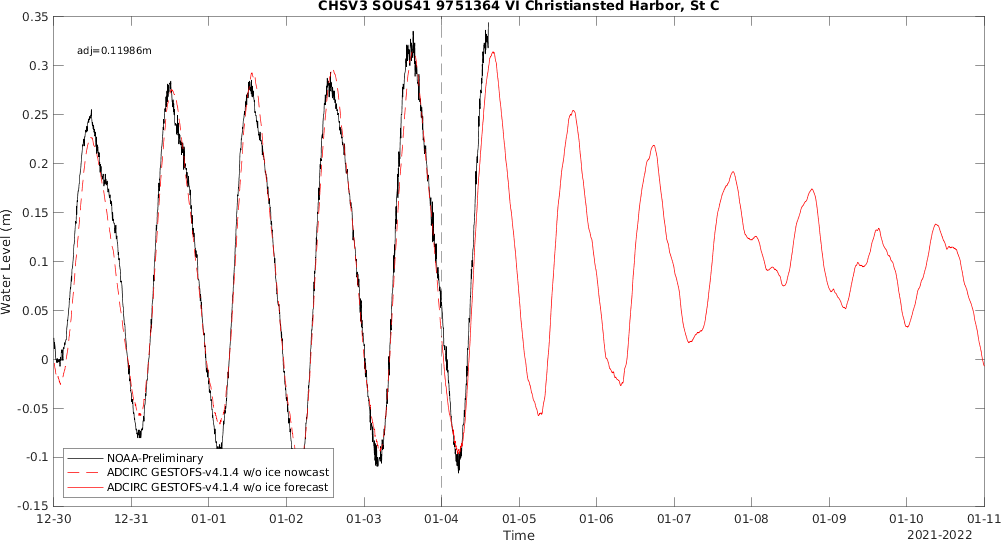 CHSV3 SOUS41 9751364 VI Christiansted Harbor, St C
adj=0.11986m
0.35
0.3
0.25
0.2
0.15
0.1
0.05
0
-0.05
-0.1
-0.15
Water Level (m)
NOAA-Preliminary
ADCIRC GESTOFS-v4.1.4 w/o ice nowcast
ADCIRC GESTOFS-v4.1.4 w/o ice forecast
12-30 12-31 01-01 01-02 01-03 01-04 01-05 01-06 01-07 01-08 01-09 01-10 01-11
Time
2021-2022